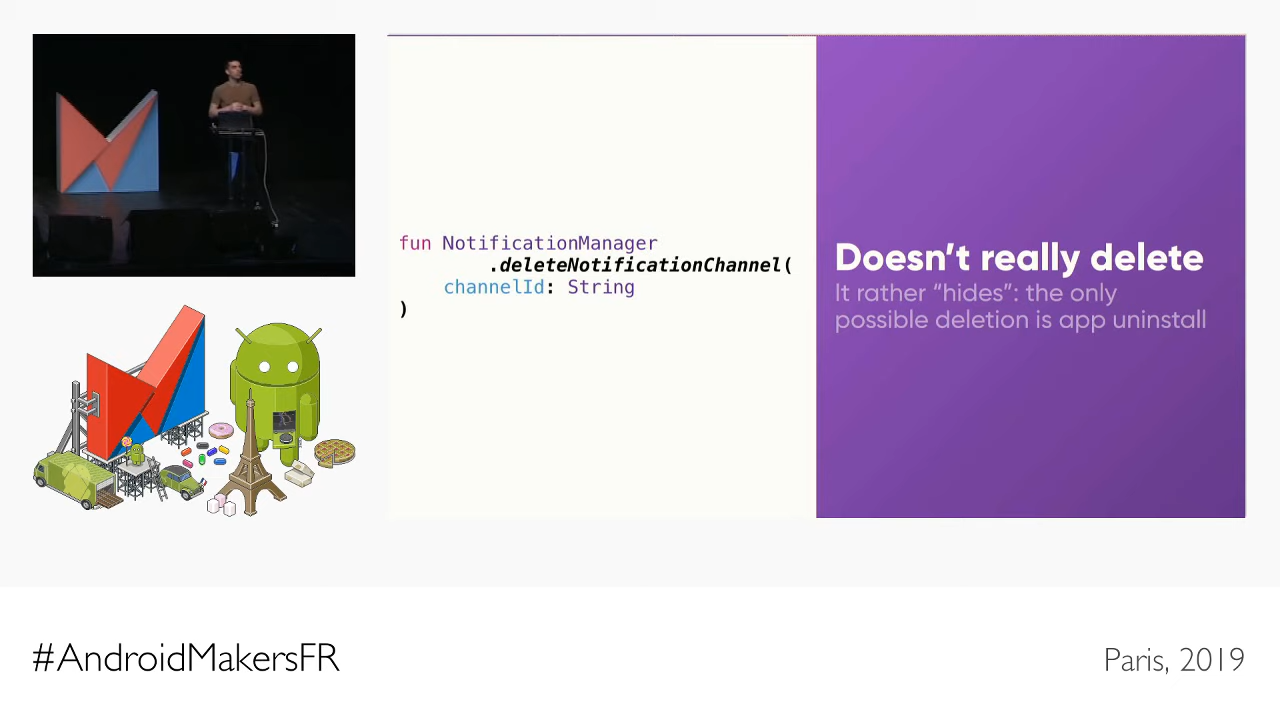 fun NotificationManager
.deleteNotificationChannel(
channelId: String
)
Doesn’t really delete
It rather “hides”: the only
possible deletion is app uninstall
#AndroidMakersFR
Paris, 2019